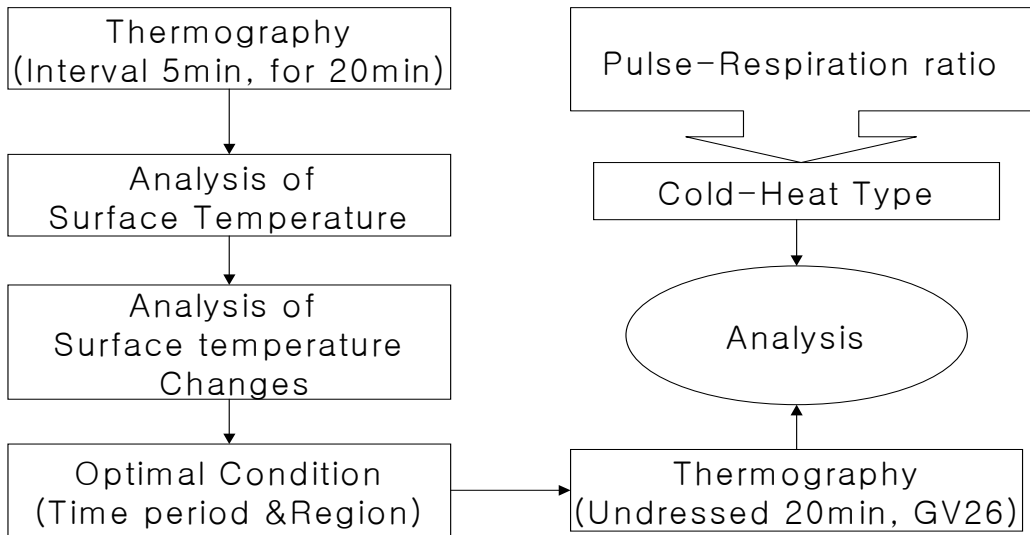 Thermography
(Interval 5min, for 20min)
Analysis of
Surface Temperature
Analysis of
Surface temperature
Changes
Optimal Condition
(Time period &Region)
Pulse-Respiration ratio
Cold-Heat Type
Analysis
Thermography
(Undressed 20min, GV26)